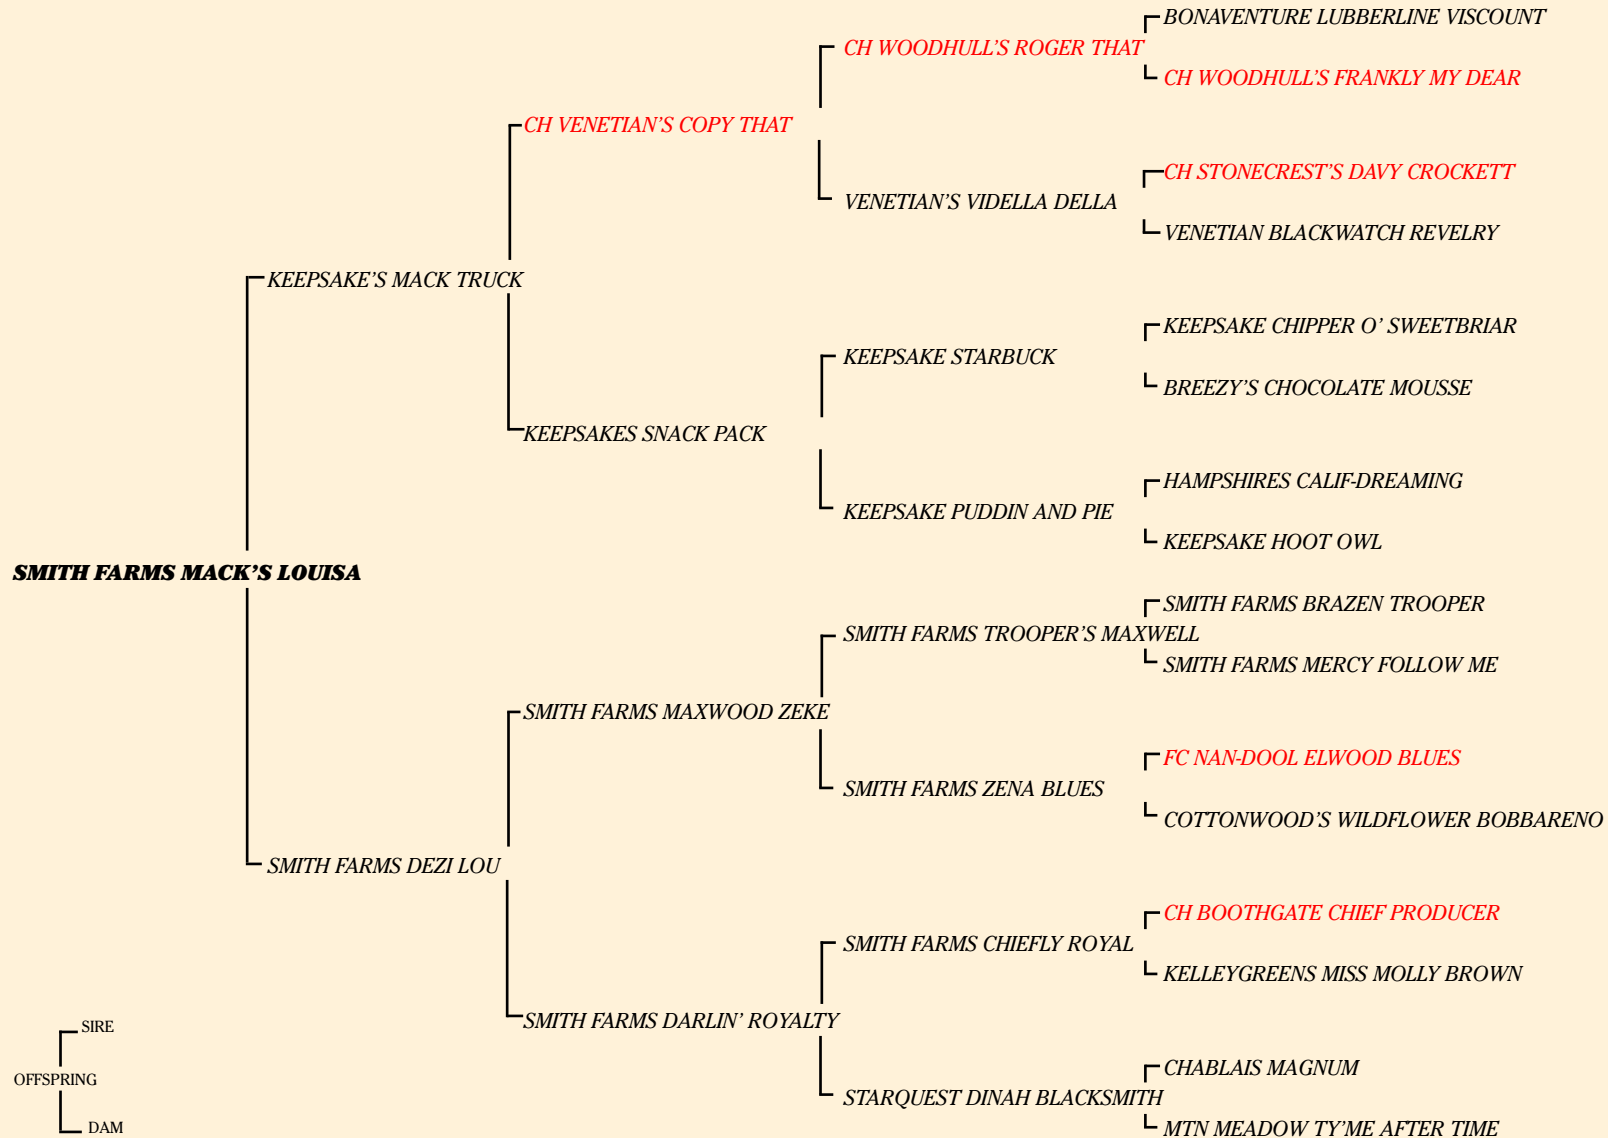 BONAVENTURE LUBBERLINE VISCOUNT
CH WOODHULL'S ROGER THAT
CH WOODHULL'S FRANKLY MY DEAR
CH VENETIAN'S COPY THAT
CH STONECREST'S DAVY CROCKETT
VENETIAN'S VIDELLA DELLA
VENETIAN BLACKWATCH REVELRY
KEEPSAKE'S MACK TRUCK
KEEPSAKE CHIPPER O' SWEETBRIAR
KEEPSAKE STARBUCK
BREEZY'S CHOCOLATE MOUSSE
KEEPSAKES SNACK PACK
HAMPSHIRES CALIF-DREAMING
KEEPSAKE PUDDIN AND PIE
KEEPSAKE HOOT OWL
SMITH FARMS MACK'S LOUISA
SMITH FARMS BRAZEN TROOPER
SMITH FARMS TROOPER'S MAXWELL
SMITH FARMS MERCY FOLLOW ME
SMITH FARMS MAXWOOD ZEKE
FC NAN-DOOL ELWOOD BLUES
SMITH FARMS ZENA BLUES
COTTONWOOD'S WILDFLOWER BOBBARENO
SMITH FARMS DEZI LOU
CH BOOTHGATE CHIEF PRODUCER
SMITH FARMS CHIEFLY ROYAL
KELLEYGREENS MISS MOLLY BROWN
SMITH FARMS DARLIN' ROYALTY
CHABLAIS MAGNUM
STARQUEST DINAH BLACKSMITH
MTN MEADOW TY'ME AFTER TIME
SIRE
OFFSPRING
DAM